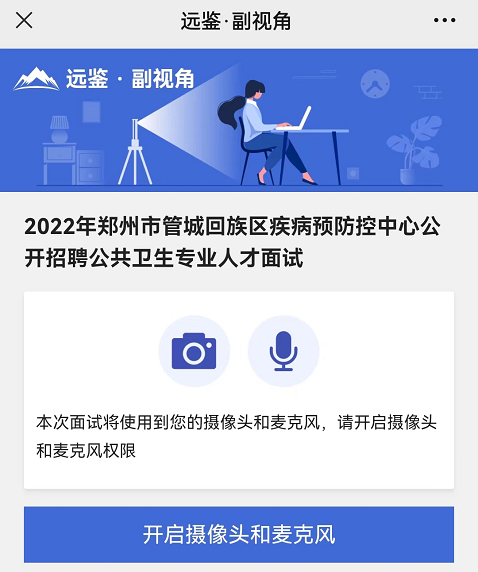 远鉴·副视角
远鉴·副视角
2022年郑州市管城回族区疾病预防控中心公
开招聘公共卫生专业人才面试
本次面试将使用到您的摄像头和麦克风，请开启摄像头
和麦克风权限
开启摄像头和麦克风